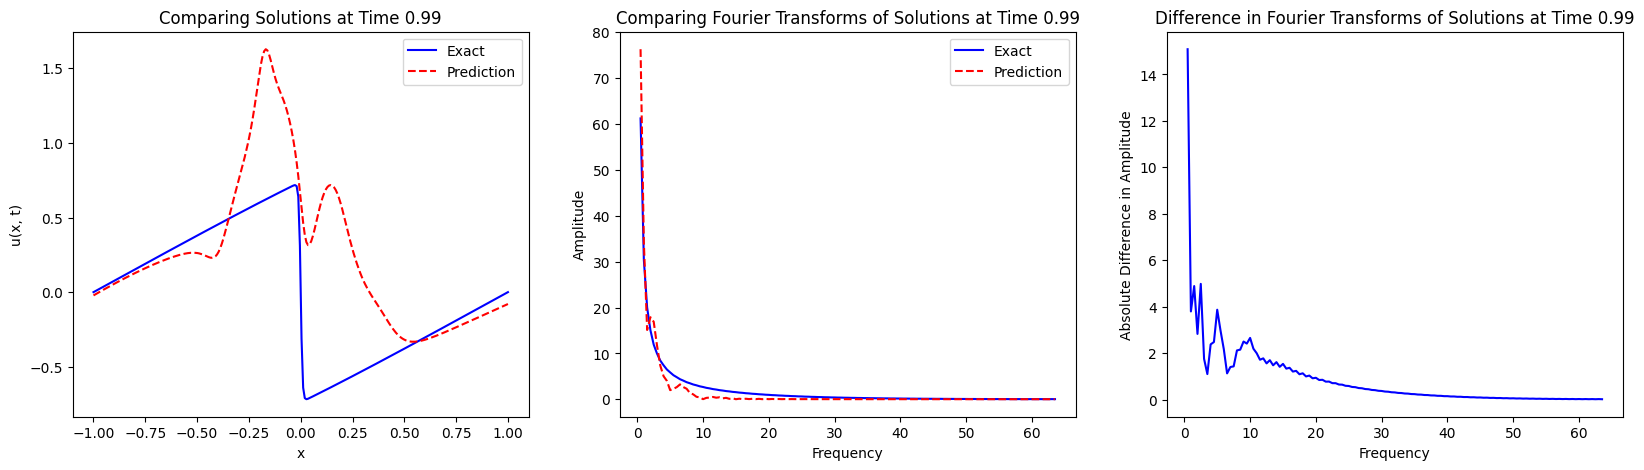 Comparing Solutions at Time 0.99
u(x, t)
1.5
1.0
0.5
0.0
−0.5
Exact
Prediction
−1.00 −0.75 −0.50 −0.25 0.00 0.25 0.50 0.75 1.00
x
Comparing Fourier Transforms of Solutions at Time 0.99
Amplitude
80
70
60
50
40
30
20
10
0
Exact
Prediction
0 10 20 30 40 50 60
Frequency
Difference in Fourier Transforms of Solutions at Time 0.99
Absolute Difference in Amplitude
14
12
10
8
6
4
2
0
0 10 20 30 40 50 60
Frequency